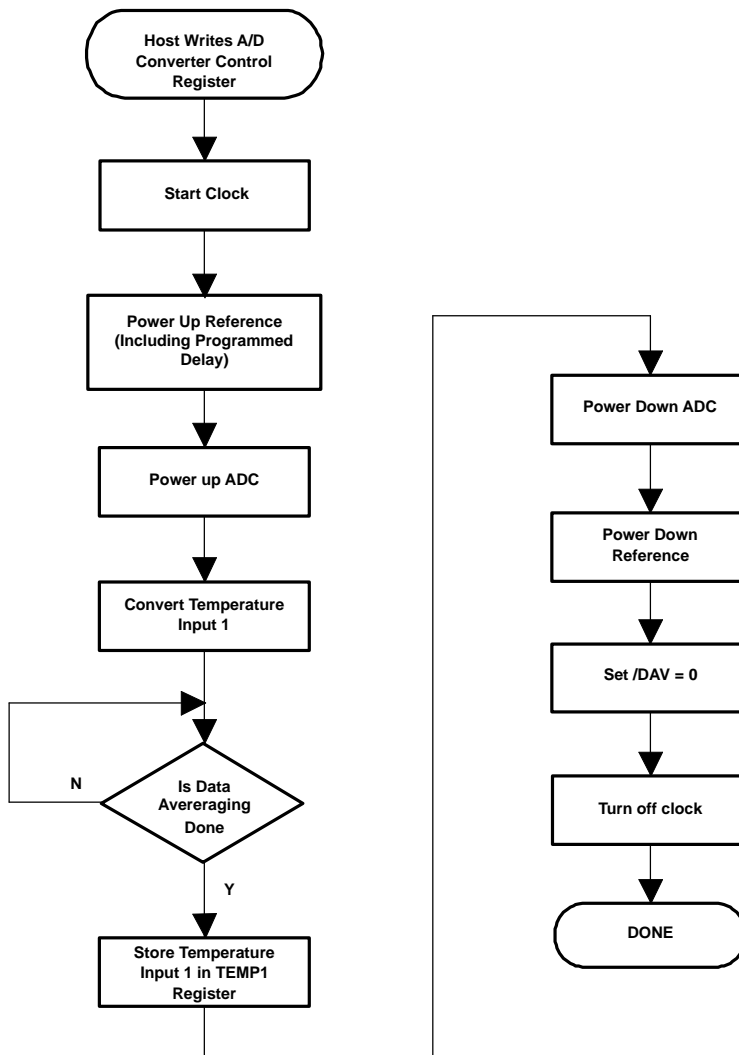 Host Writes A/D
Converter Control
Register
Start Clock
Power Up Reference
(Including Programmed
Delay)
Power up ADC
Convert Temperature
Input 1
Is Data
Avereraging
Done
N
Y
Store Temperature
Input 1 in TEMP1
Register
Power Down ADC
Power Down
Reference
Set /DAV = 0
Turn off clock
DONE